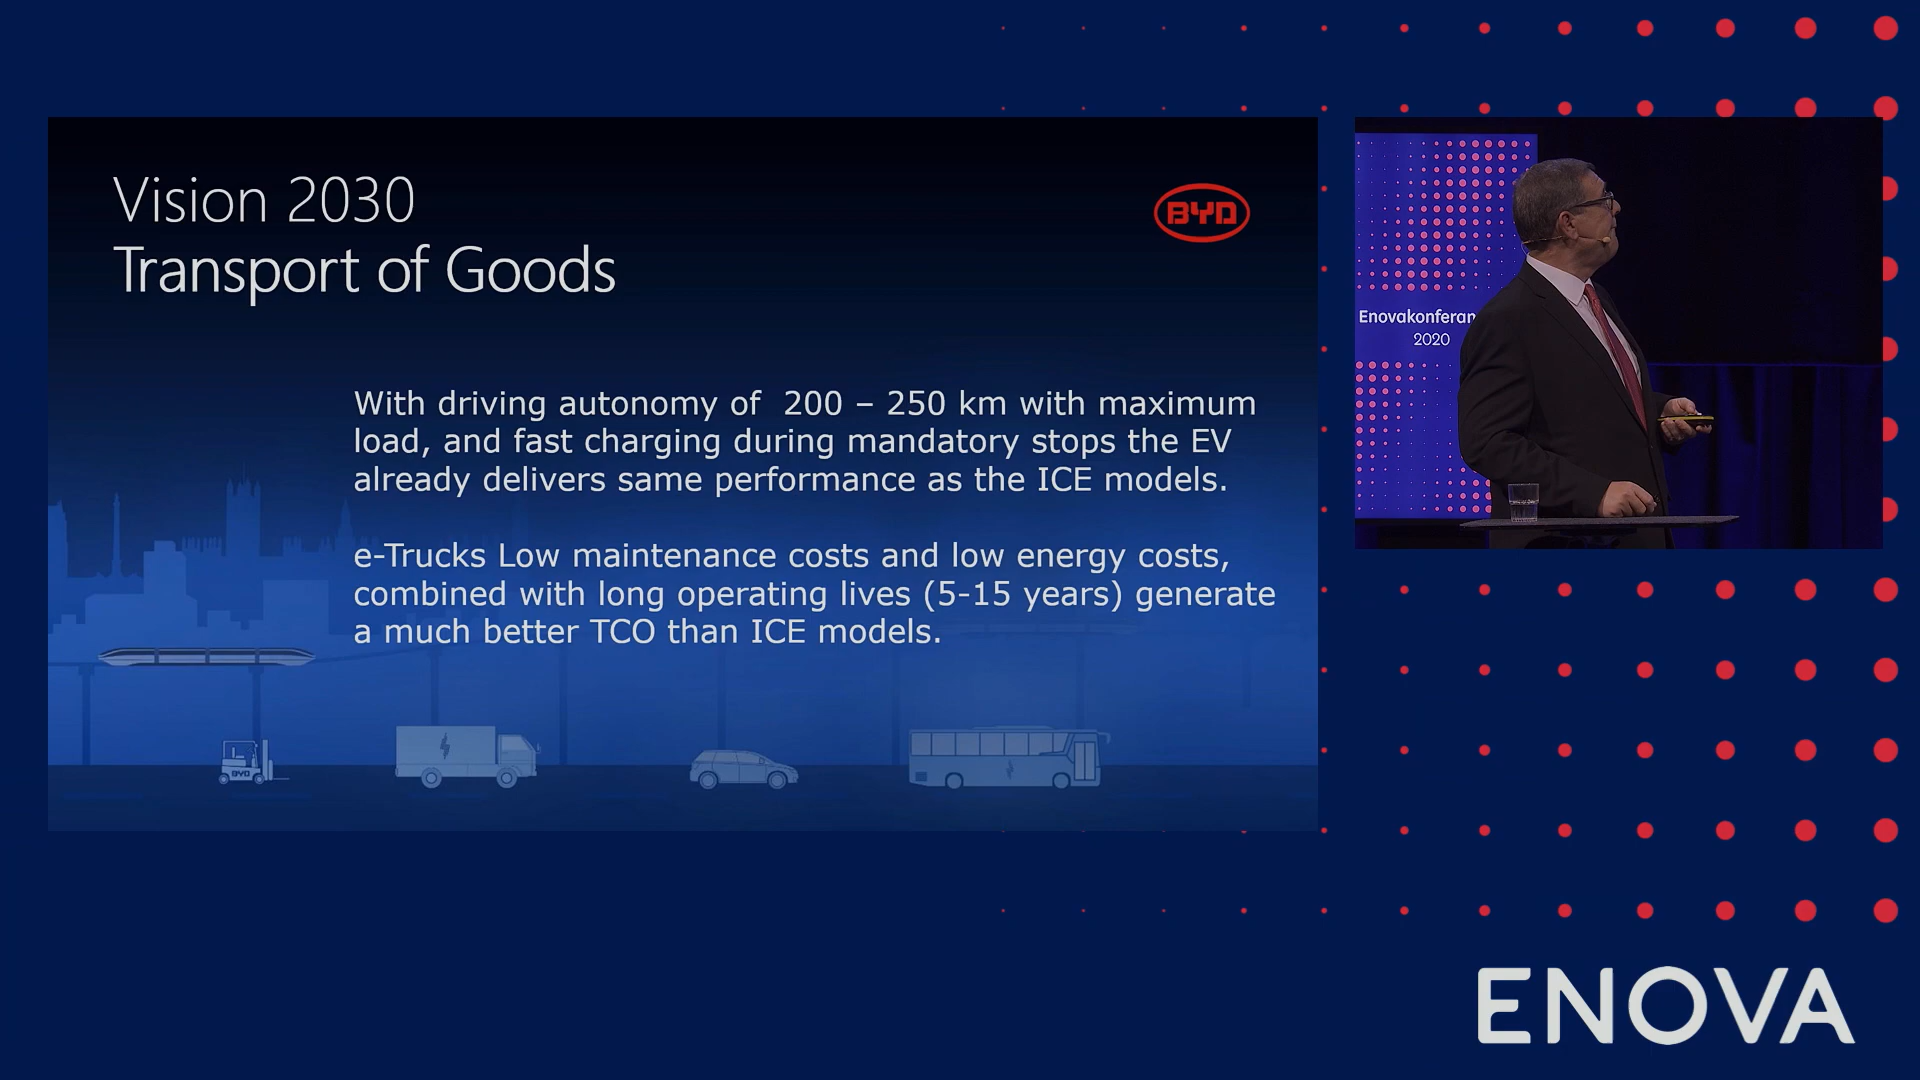 Vision 2030
Transport of Goods
BYD
With driving autonomy of  200 – 250 km with maximum
load, and fast charging during mandatory stops the EV
already delivers same performance as the ICE models.
e-Trucks Low maintenance costs and low energy costs,
combined with long operating lives (5-15 years) generate
a much better TCO than ICE models.
BYD
Enovakonferan
2020
ENOVA